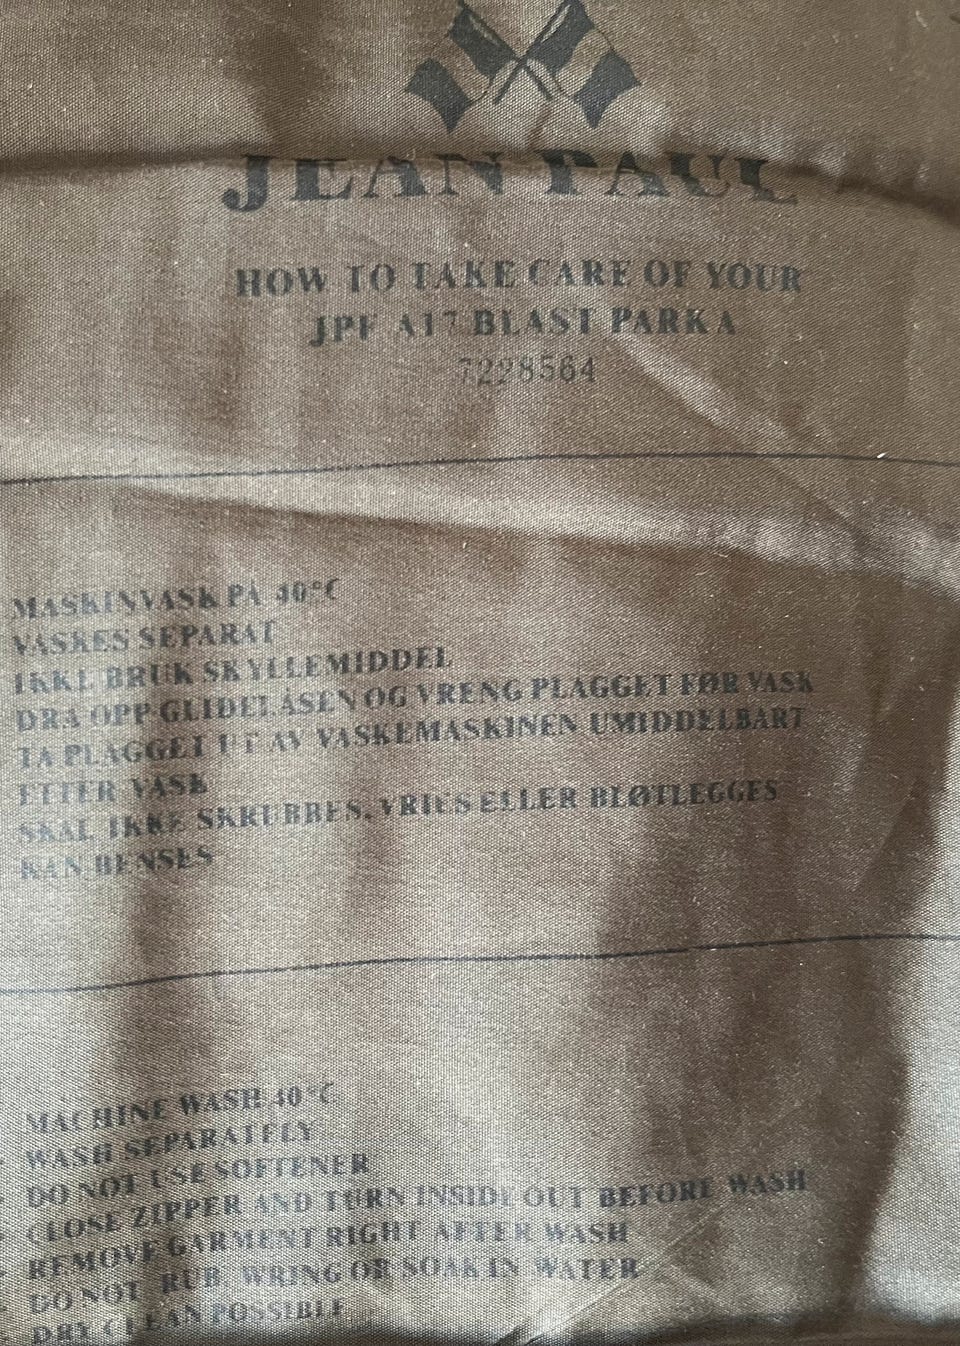 JEAN PAUL
HOW TO TAKE CARE OF YOUR
JPF A17 BLAST PARKA
7228564
MASKINVASK PÅ 40°C
VASKES SEPARAT
IKKE BRUK SKYLLEMIDDEL
DRA OPP GLIDELÅSEN OG VRENG PLAGGET FØR VASK
TA PLAGGET UT AV VASKEMASKINEN UMIDDELBART
ETTER VASK
SKAL IKKE SKRUBBES, VRIES ELLER BLØTLEGGES
KAN RENSES
MACHINE WASH 40°C
WASH SEPARATELY
DO NOT USE SOFTENER
CLOSE ZIPPER AND TURN INSIDE OUT BEFORE WASH
REMOVE GARMENT RIGHT AFTER WASH
DO NOT RUB, WRING OR SOAK IN WATER
DRY CLEAN POSSIBLE